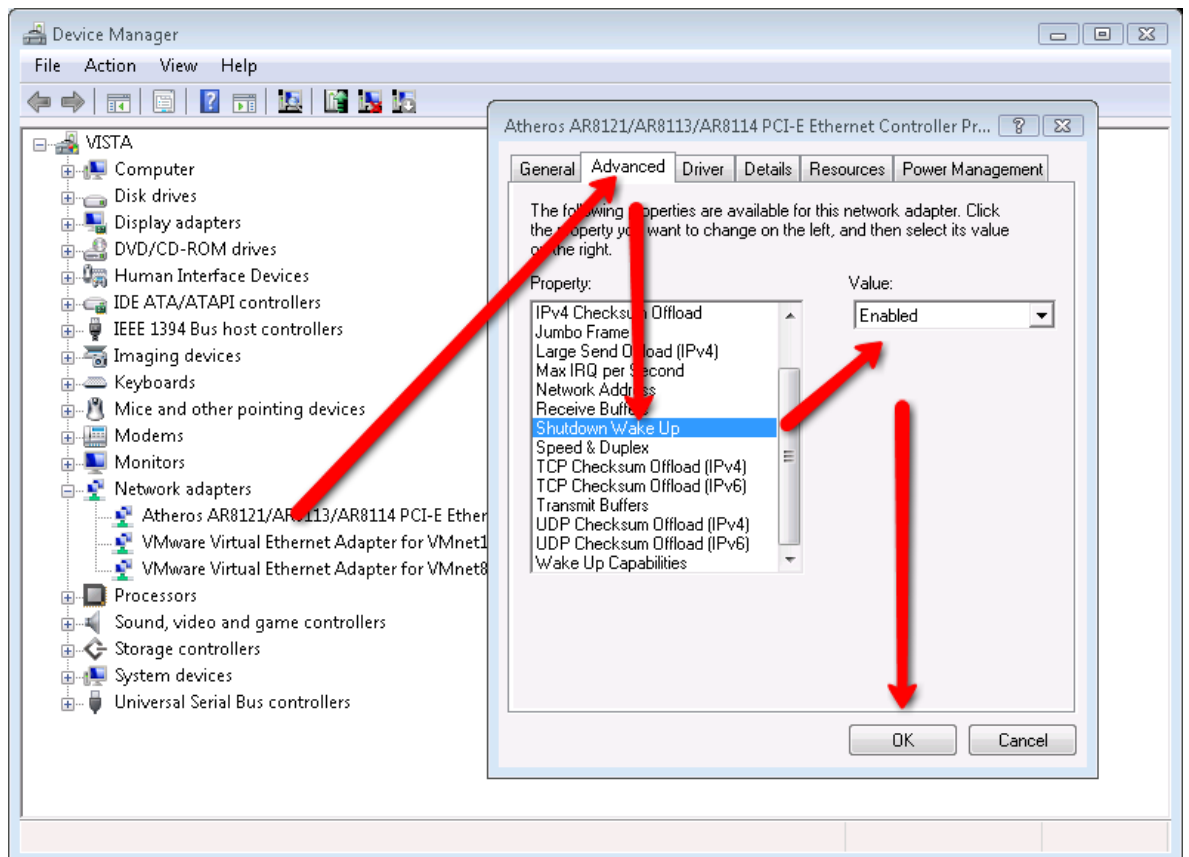 Device Manager
File Action View Help
VISTA
Computer
Disk drives
Display adapters
DVD/CD-ROM drives
Human Interface Devices
IDE ATA/ATAPI controllers
IEEE 1394 Bus host controllers
Imaging devices
Keyboards
Mice and other pointing devices
Modems
Monitors
Network adapters
Atheros AR8121/AR8113/AR8114 PCI-E Ether
VMware Virtual Ethernet Adapter for VMnet1
VMware Virtual Ethernet Adapter for VMnet8
Processors
Sound, video and game controllers
Storage controllers
System devices
Universal Serial Bus controllers
Atheros AR8121/AR8113/AR8114 PCI-E Ethernet Controller Pr...
General Advanced Driver Details Resources Power Management
The following properties are available for this network adapter. Click
the property you want to change on the left, and then select its value
on the right.
Property:
Value:
IPv4 Checksum Offload
Jumbo Frame
Large Send Offload (IPv4)
Max IRQ per Second
Network Address
Receive Buffers
Shutdown Wake Up
Speed & Duplex
TCP Checksum Offload (IPv4)
TCP Checksum Offload (IPv6)
Transmit Buffers
UDP Checksum Offload (IPv4)
UDP Checksum Offload (IPv6)
Wake Up Capabilities
Enabled
OK Cancel